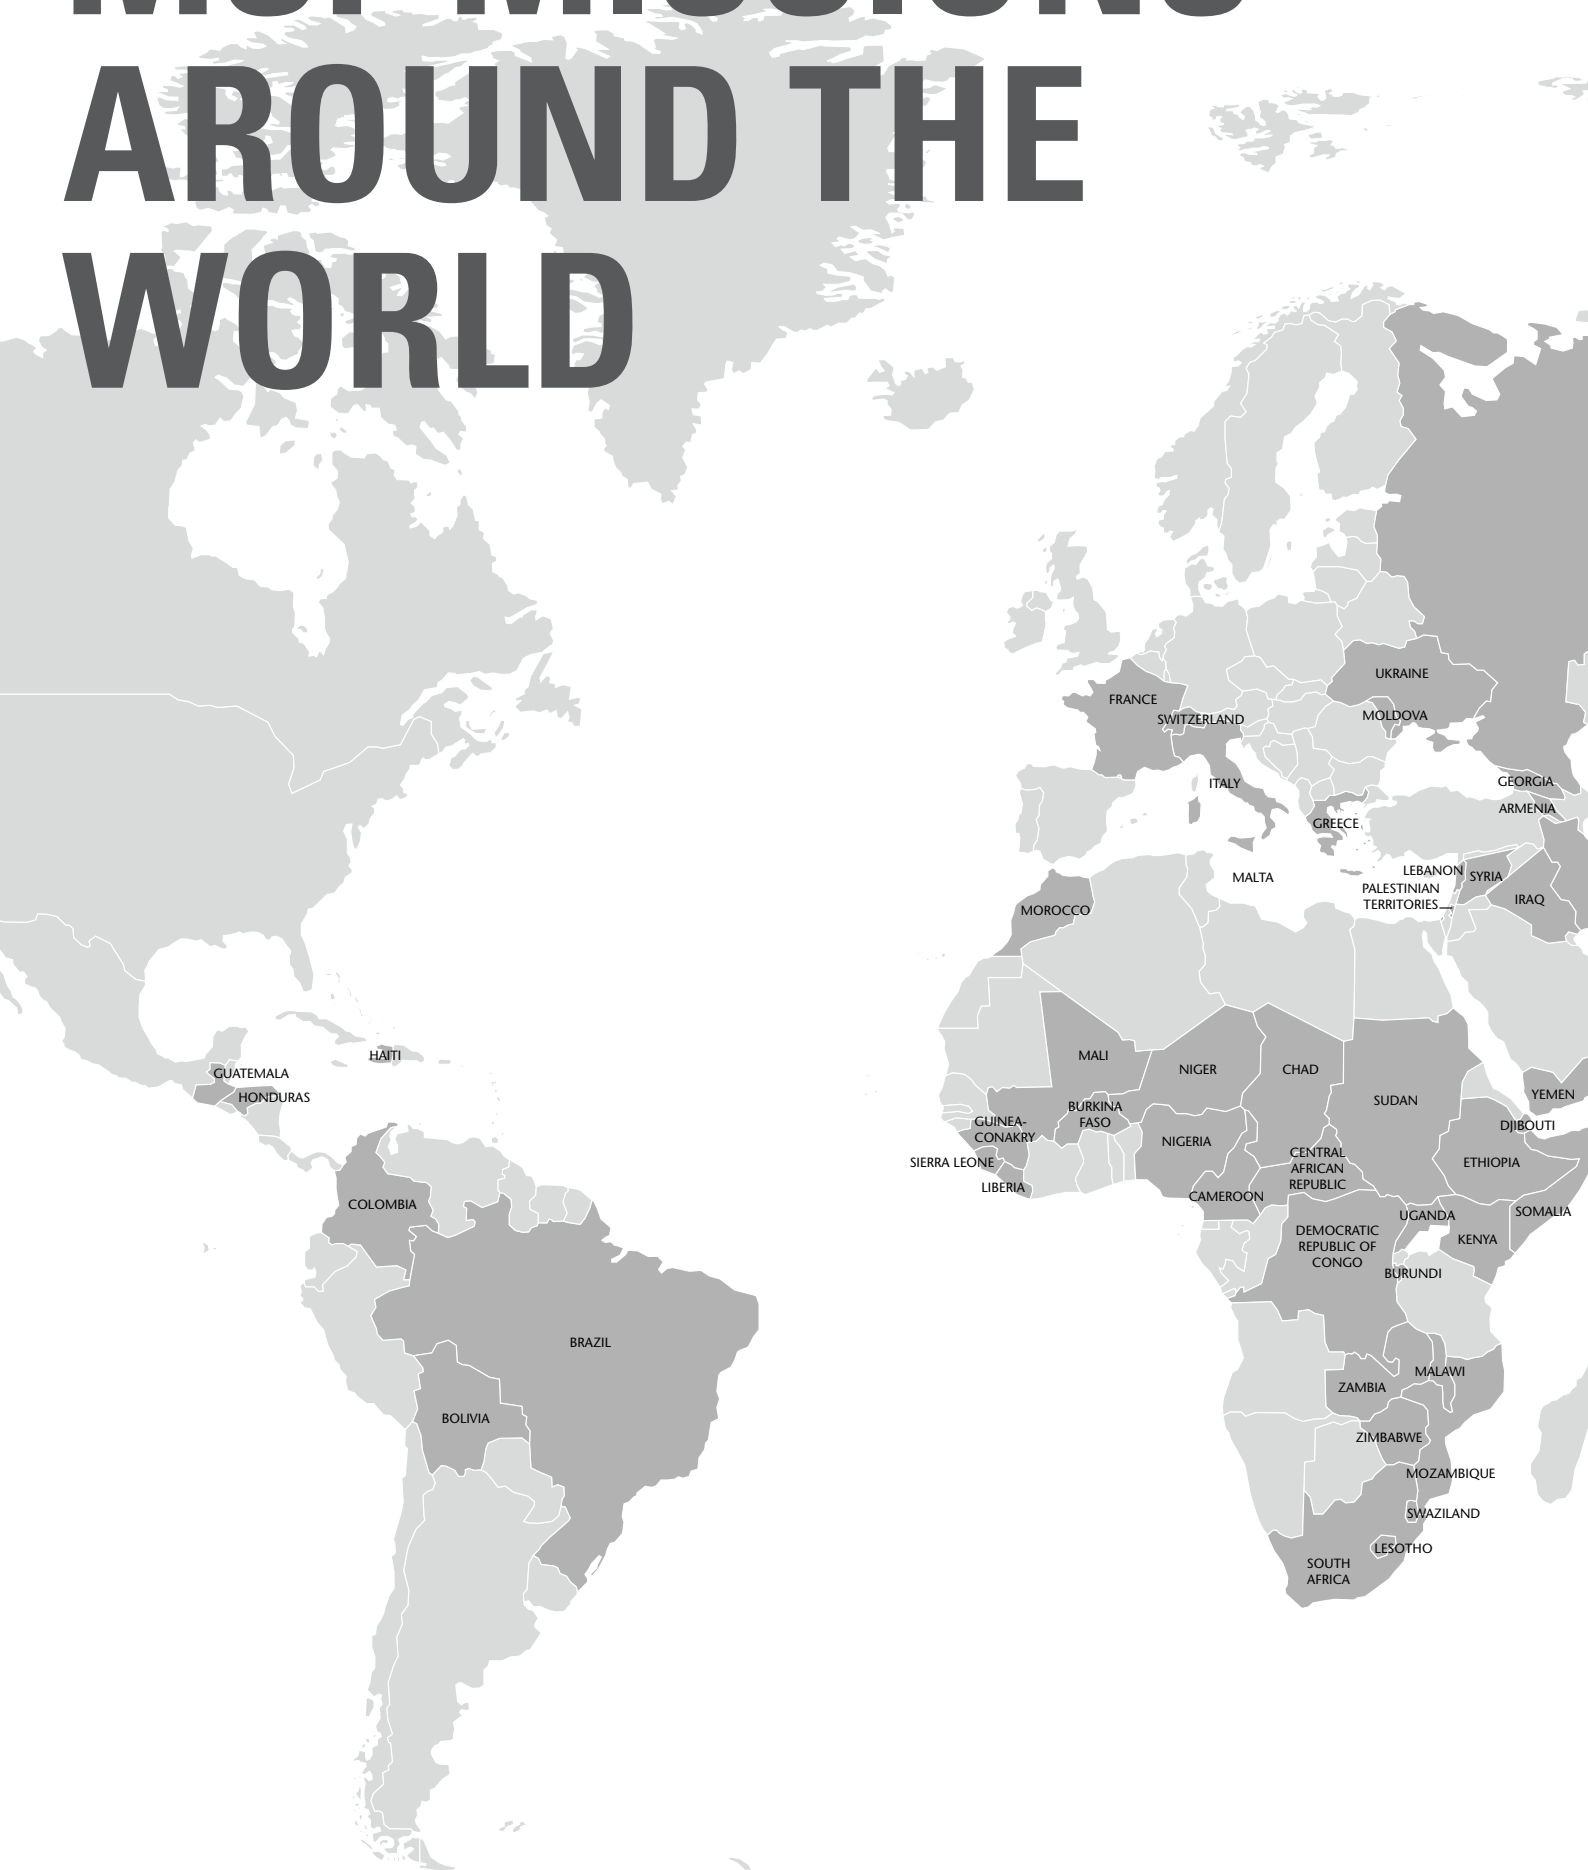 MSF MISSIONS
AROUND THE
WORLD
UKRAINE
FRANCE
SWITZERLAND
MOLDOVA
ITALY
GEORGIA
ARMENIA
GREECE
MALTA
LEBANON
SYRIA
PALESTINIAN
TERRITORIES
IRAQ
MOROCCO
HAITI
GUATEMALA
HONDURAS
MALI
NIGER
CHAD
SUDAN
YEMEN
BURKINA
FASO
GUINEA-
CONAKRY
NIGERIA
DJIBOUTI
SIERRA LEONE
CENTRAL
AFRICAN
REPUBLIC
ETHIOPIA
LIBERIA
CAMEROON
COLOMBIA
UGANDA
SOMALIA
DEMOCRATIC
REPUBLIC OF
CONGO
KENYA
BURUNDI
BRAZIL
MALAWI
ZAMBIA
BOLIVIA
ZIMBABWE
MOZAMBIQUE
SWAZILAND
LESOTHO
SOUTH
AFRICA